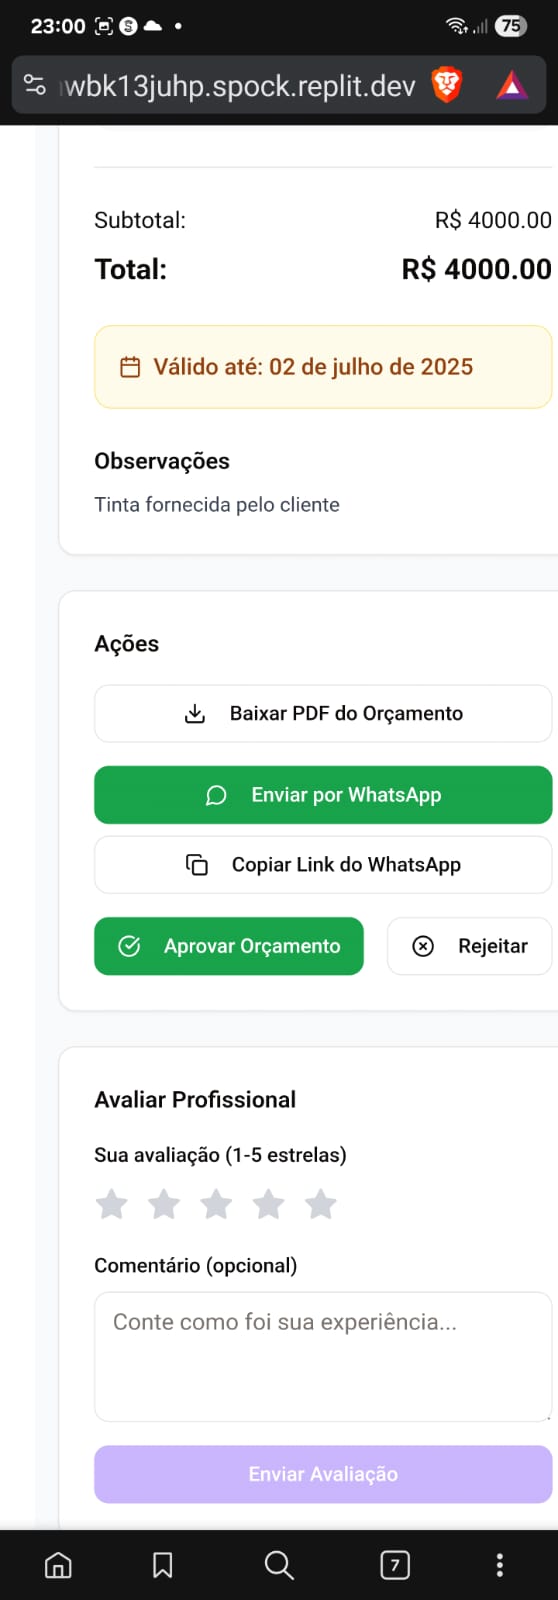 23:00
75
wbk13juhp.spock.replit.dev
Subtotal: R$ 4000.00
Total: R$ 4000.00
Válido até: 02 de julho de 2025
Observações
Tinta fornecida pelo cliente
Ações
Baixar PDF do Orçamento
Enviar por WhatsApp
Copiar Link do WhatsApp
Aprovar Orçamento
Rejeitar
Avaliar Profissional
Sua avaliação (1-5 estrelas)
Comentário (opcional)
Conte como foi sua experiência...
Enviar Avaliação
7